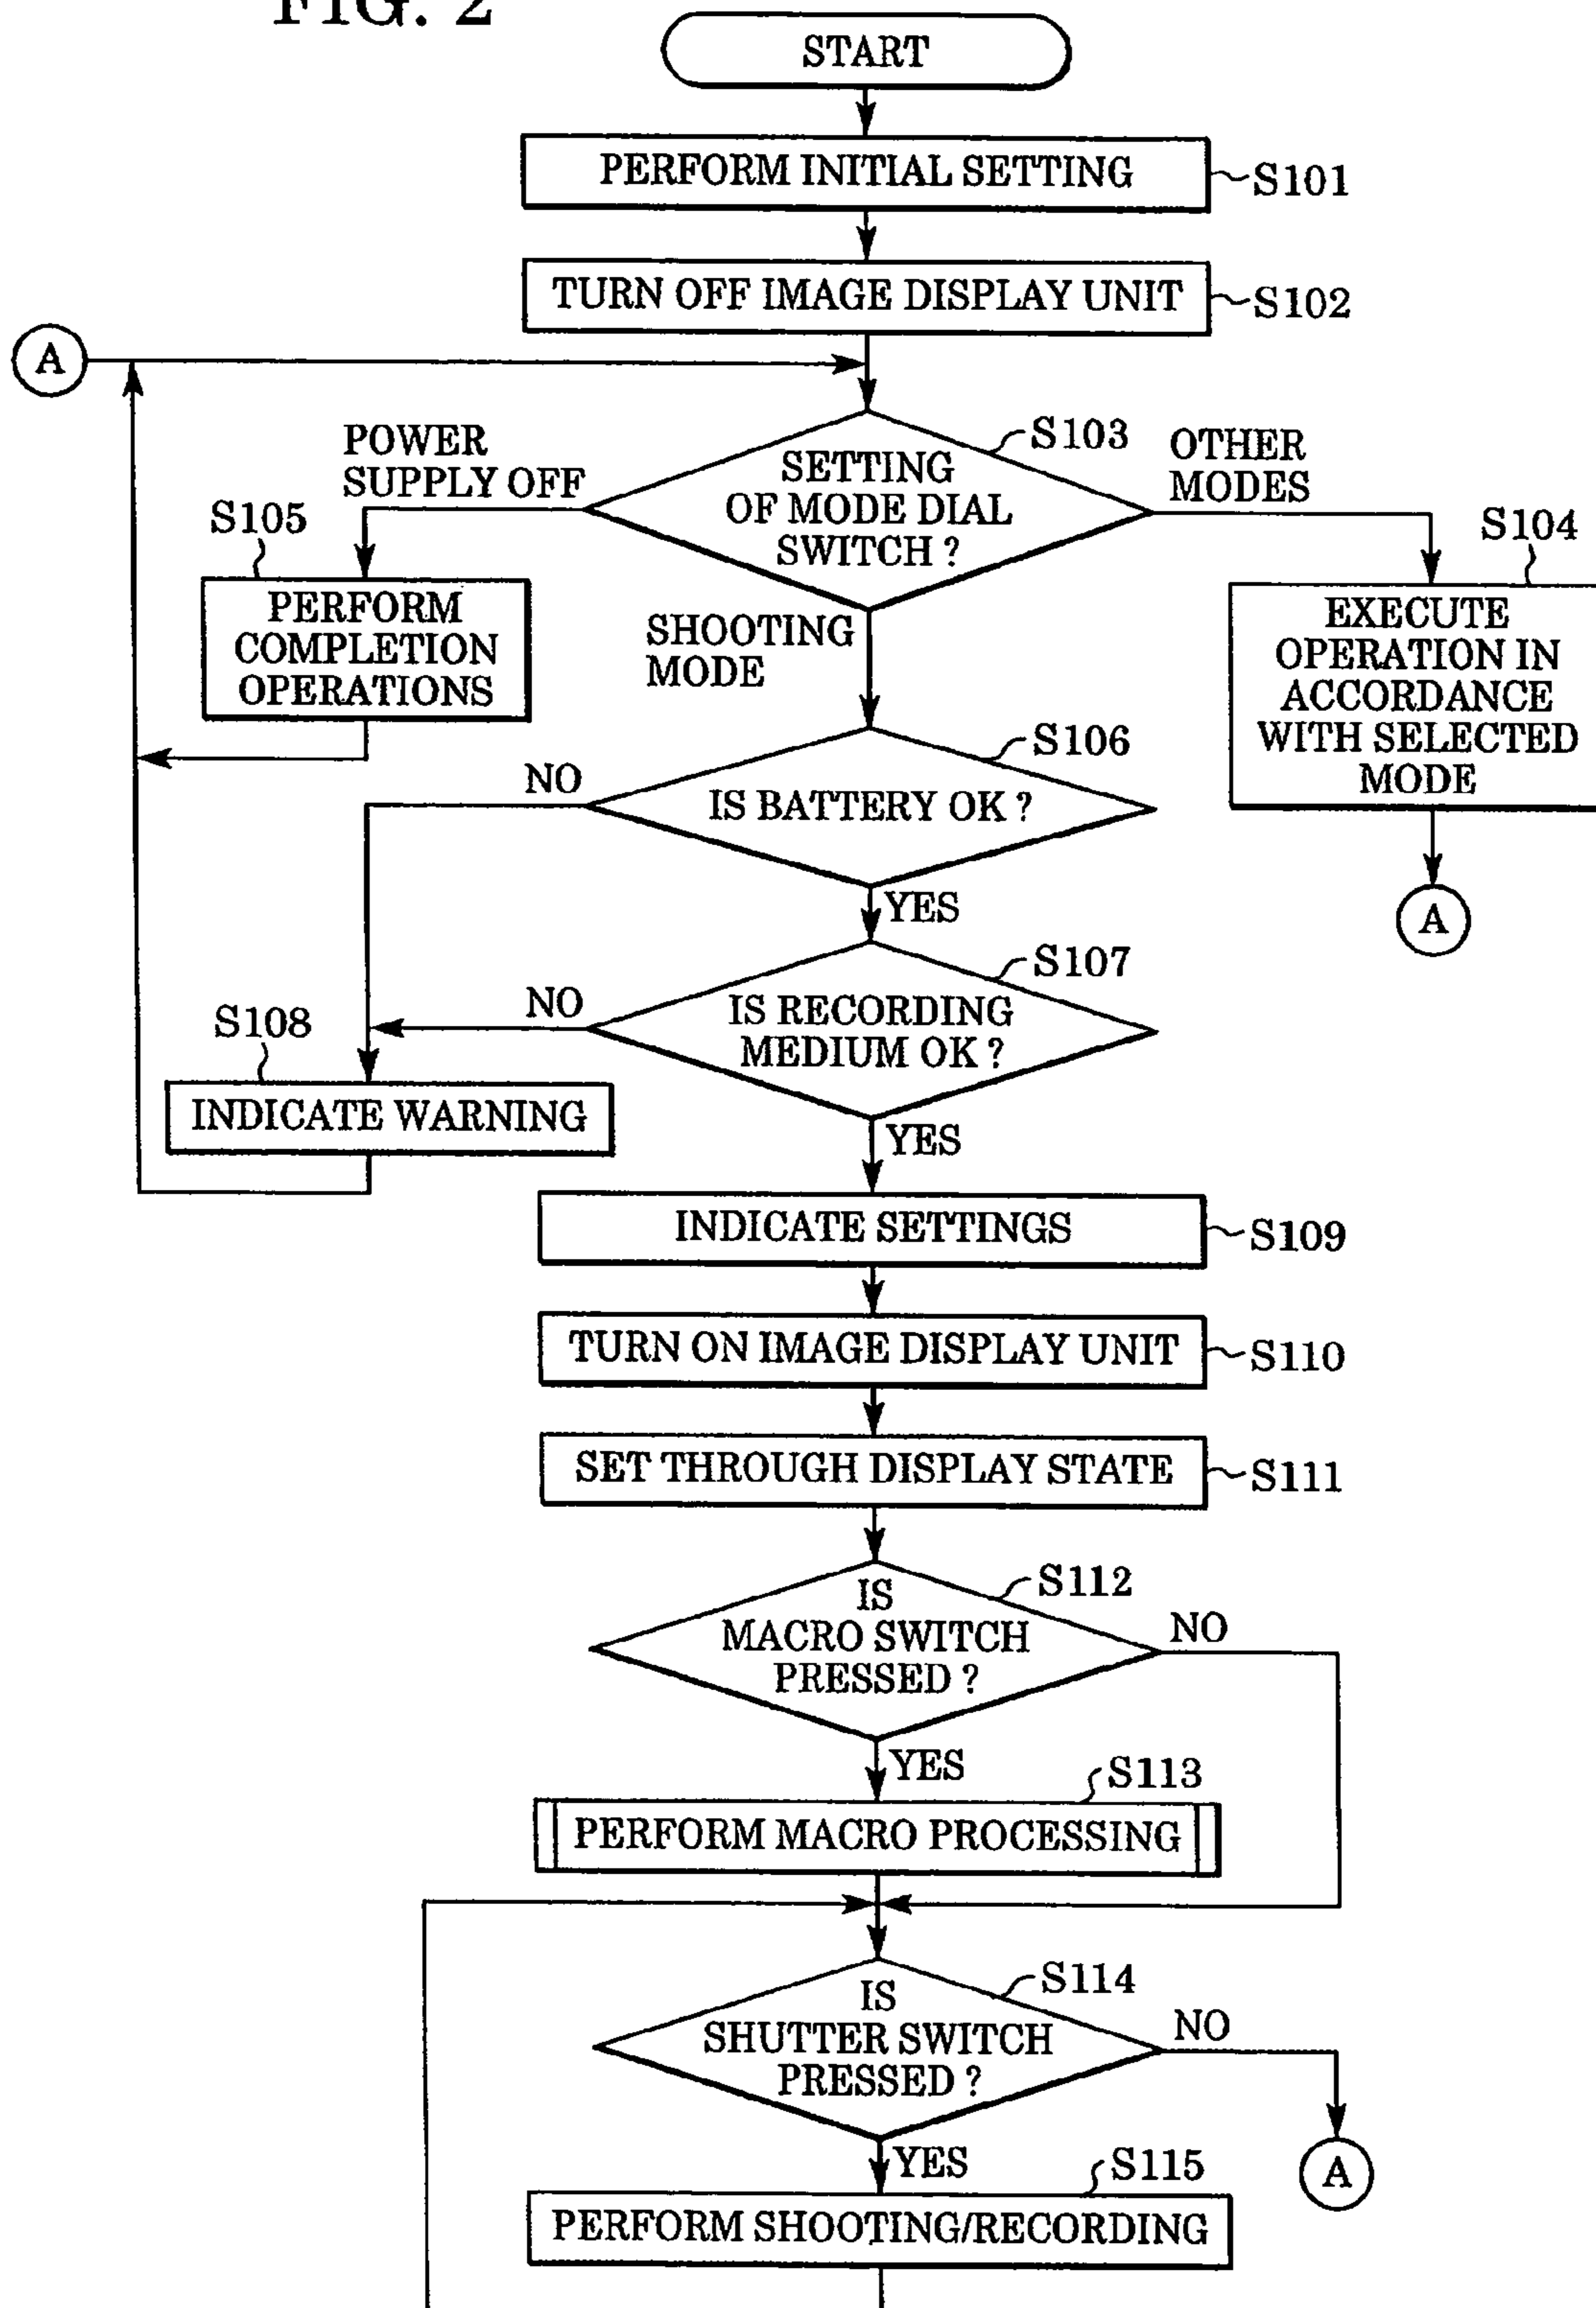 FIG. 2
START
PERFORM INITIAL SETTING
S101
TURN OFF IMAGE DISPLAY UNIT
S102
A
S103
SETTING
OF MODE DIAL
SWITCH ?
POWER
SUPPLY OFF
OTHER
MODES
S105
PERFORM
COMPLETION
OPERATIONS
S104
EXECUTE
OPERATION IN
ACCORDANCE
WITH SELECTED
MODE
A
SHOOTING
MODE
S106
IS BATTERY OK ?
NO
YES
S107
IS RECORDING
MEDIUM OK ?
NO
S108
INDICATE WARNING
YES
INDICATE SETTINGS
S109
TURN ON IMAGE DISPLAY UNIT
S110
SET THROUGH DISPLAY STATE
S111
S112
IS
MACRO SWITCH
PRESSED ?
NO
YES
S113
PERFORM MACRO PROCESSING
S114
IS
SHUTTER SWITCH
PRESSED ?
NO
A
YES
S115
PERFORM SHOOTING/RECORDING